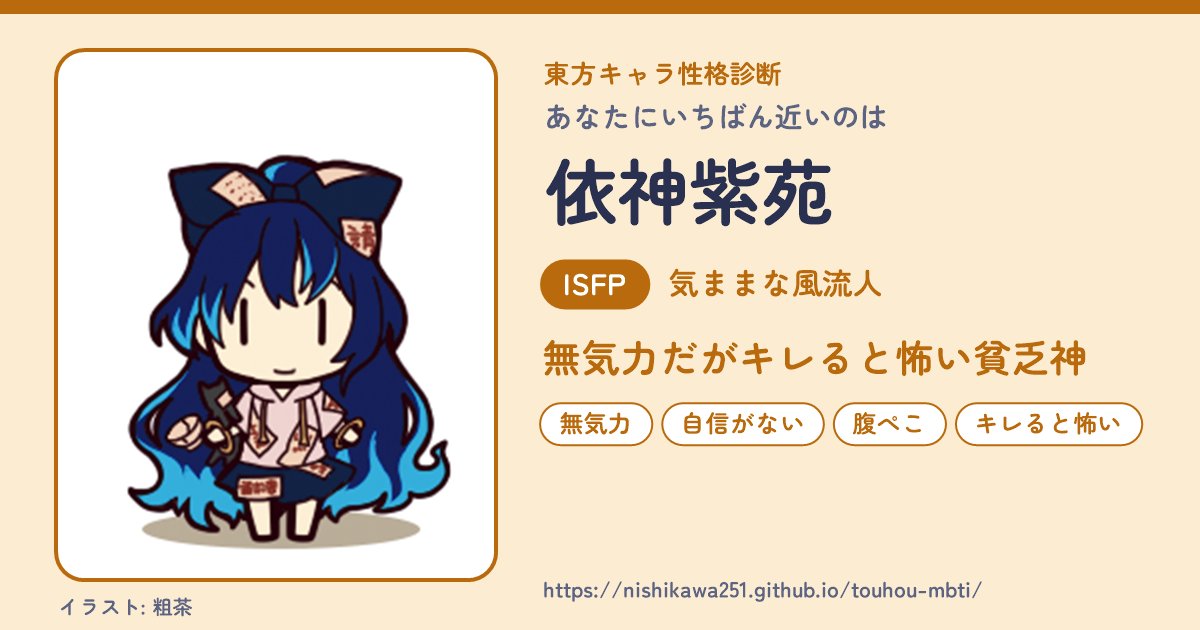 東方キャラ性格診断
あなたにいちばん近いのは
依神紫苑
ISFP 気ままな風流人
無気力だがキレると怖い貧乏神
無気力 自信がない 腹ぺこ キレると怖い
請
https://nishikawa251.github.io/touhou-mbti/
イラスト: 粗茶